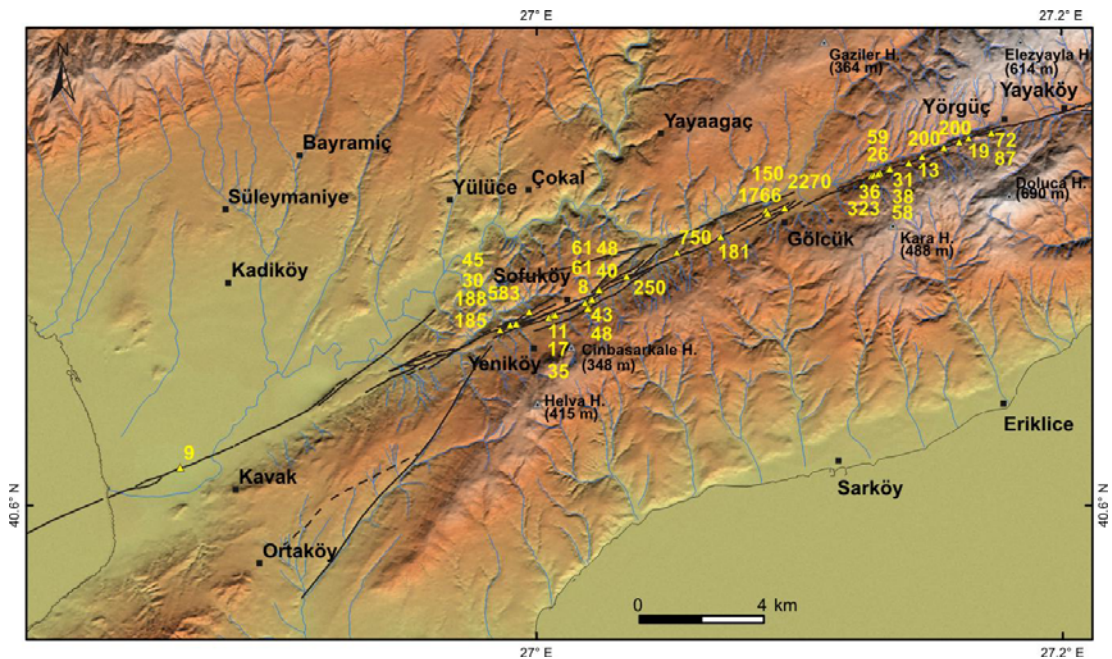 27° E
27.2° E
N
Gaziler H.
(364 m)
Elezyayla H.
(614 m)
Yayaköy
Yörgüç
Yayaagaç
Bayramiç
59
200
200
72
26
19
87
150
2270
31
13
Çokal
1766
36
38
Doluca H.
(690 m)
Süleymaniye
Yülüce
323
58
Gölcük
Kara H.
(488 m)
750
181
61 48
45
Sofuköy
61
40
Kadiköy
30
8
250
188
583
185
43
11
48
Yeniköy
17
Cinbasarkale H.
(348 m)
35
Helva H.
(415 m)
Eriklice
9
Kavak
Sarköy
40.6° N
40.6° N
Ortaköy
0
4 km
27° E
27.2° E